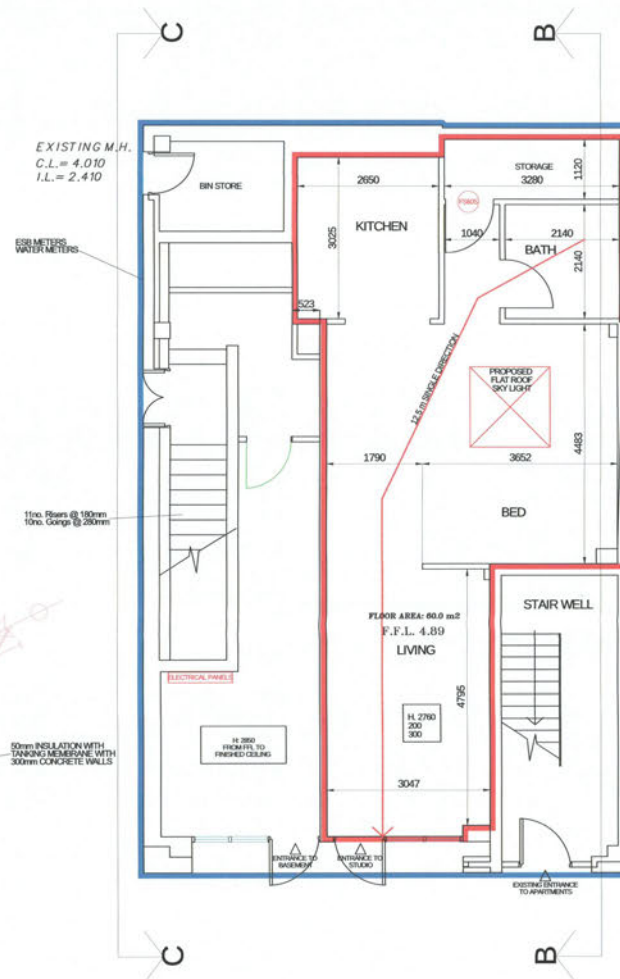 C
B
EXISTING M.H.
C.L.= 4.010
I.L.= 2.410
BIN STORE
2650
STORAGE
3280
1120
KITCHEN
3025
1040
2140
BATH
2140
ESB METERS
WATER METERS
523
12.5 m SINGLE DIRECTION
PROPOSED
FLAT ROOF
SKY LIGHT
1790
3652
4483
BED
11no. Risers @ 180mm
10no. Goings @ 280mm
STAIR WELL
FLOOR AREA: 60.0 m2
F.F.L. 4.89
LIVING
ELECTRICAL PANELS
4795
H. 2760
200
300
50mm INSULATION WITH
TANKING MEMBRANE WITH
300mm CONCRETE WALLS
H: 2850
FROM FFL TO
FINISHED CEILING
3047
ENTRANCE TO
BASEMENT
ENTRANCE TO
STUDIO
EXISTING ENTRANCE
TO APARTMENTS
C
B